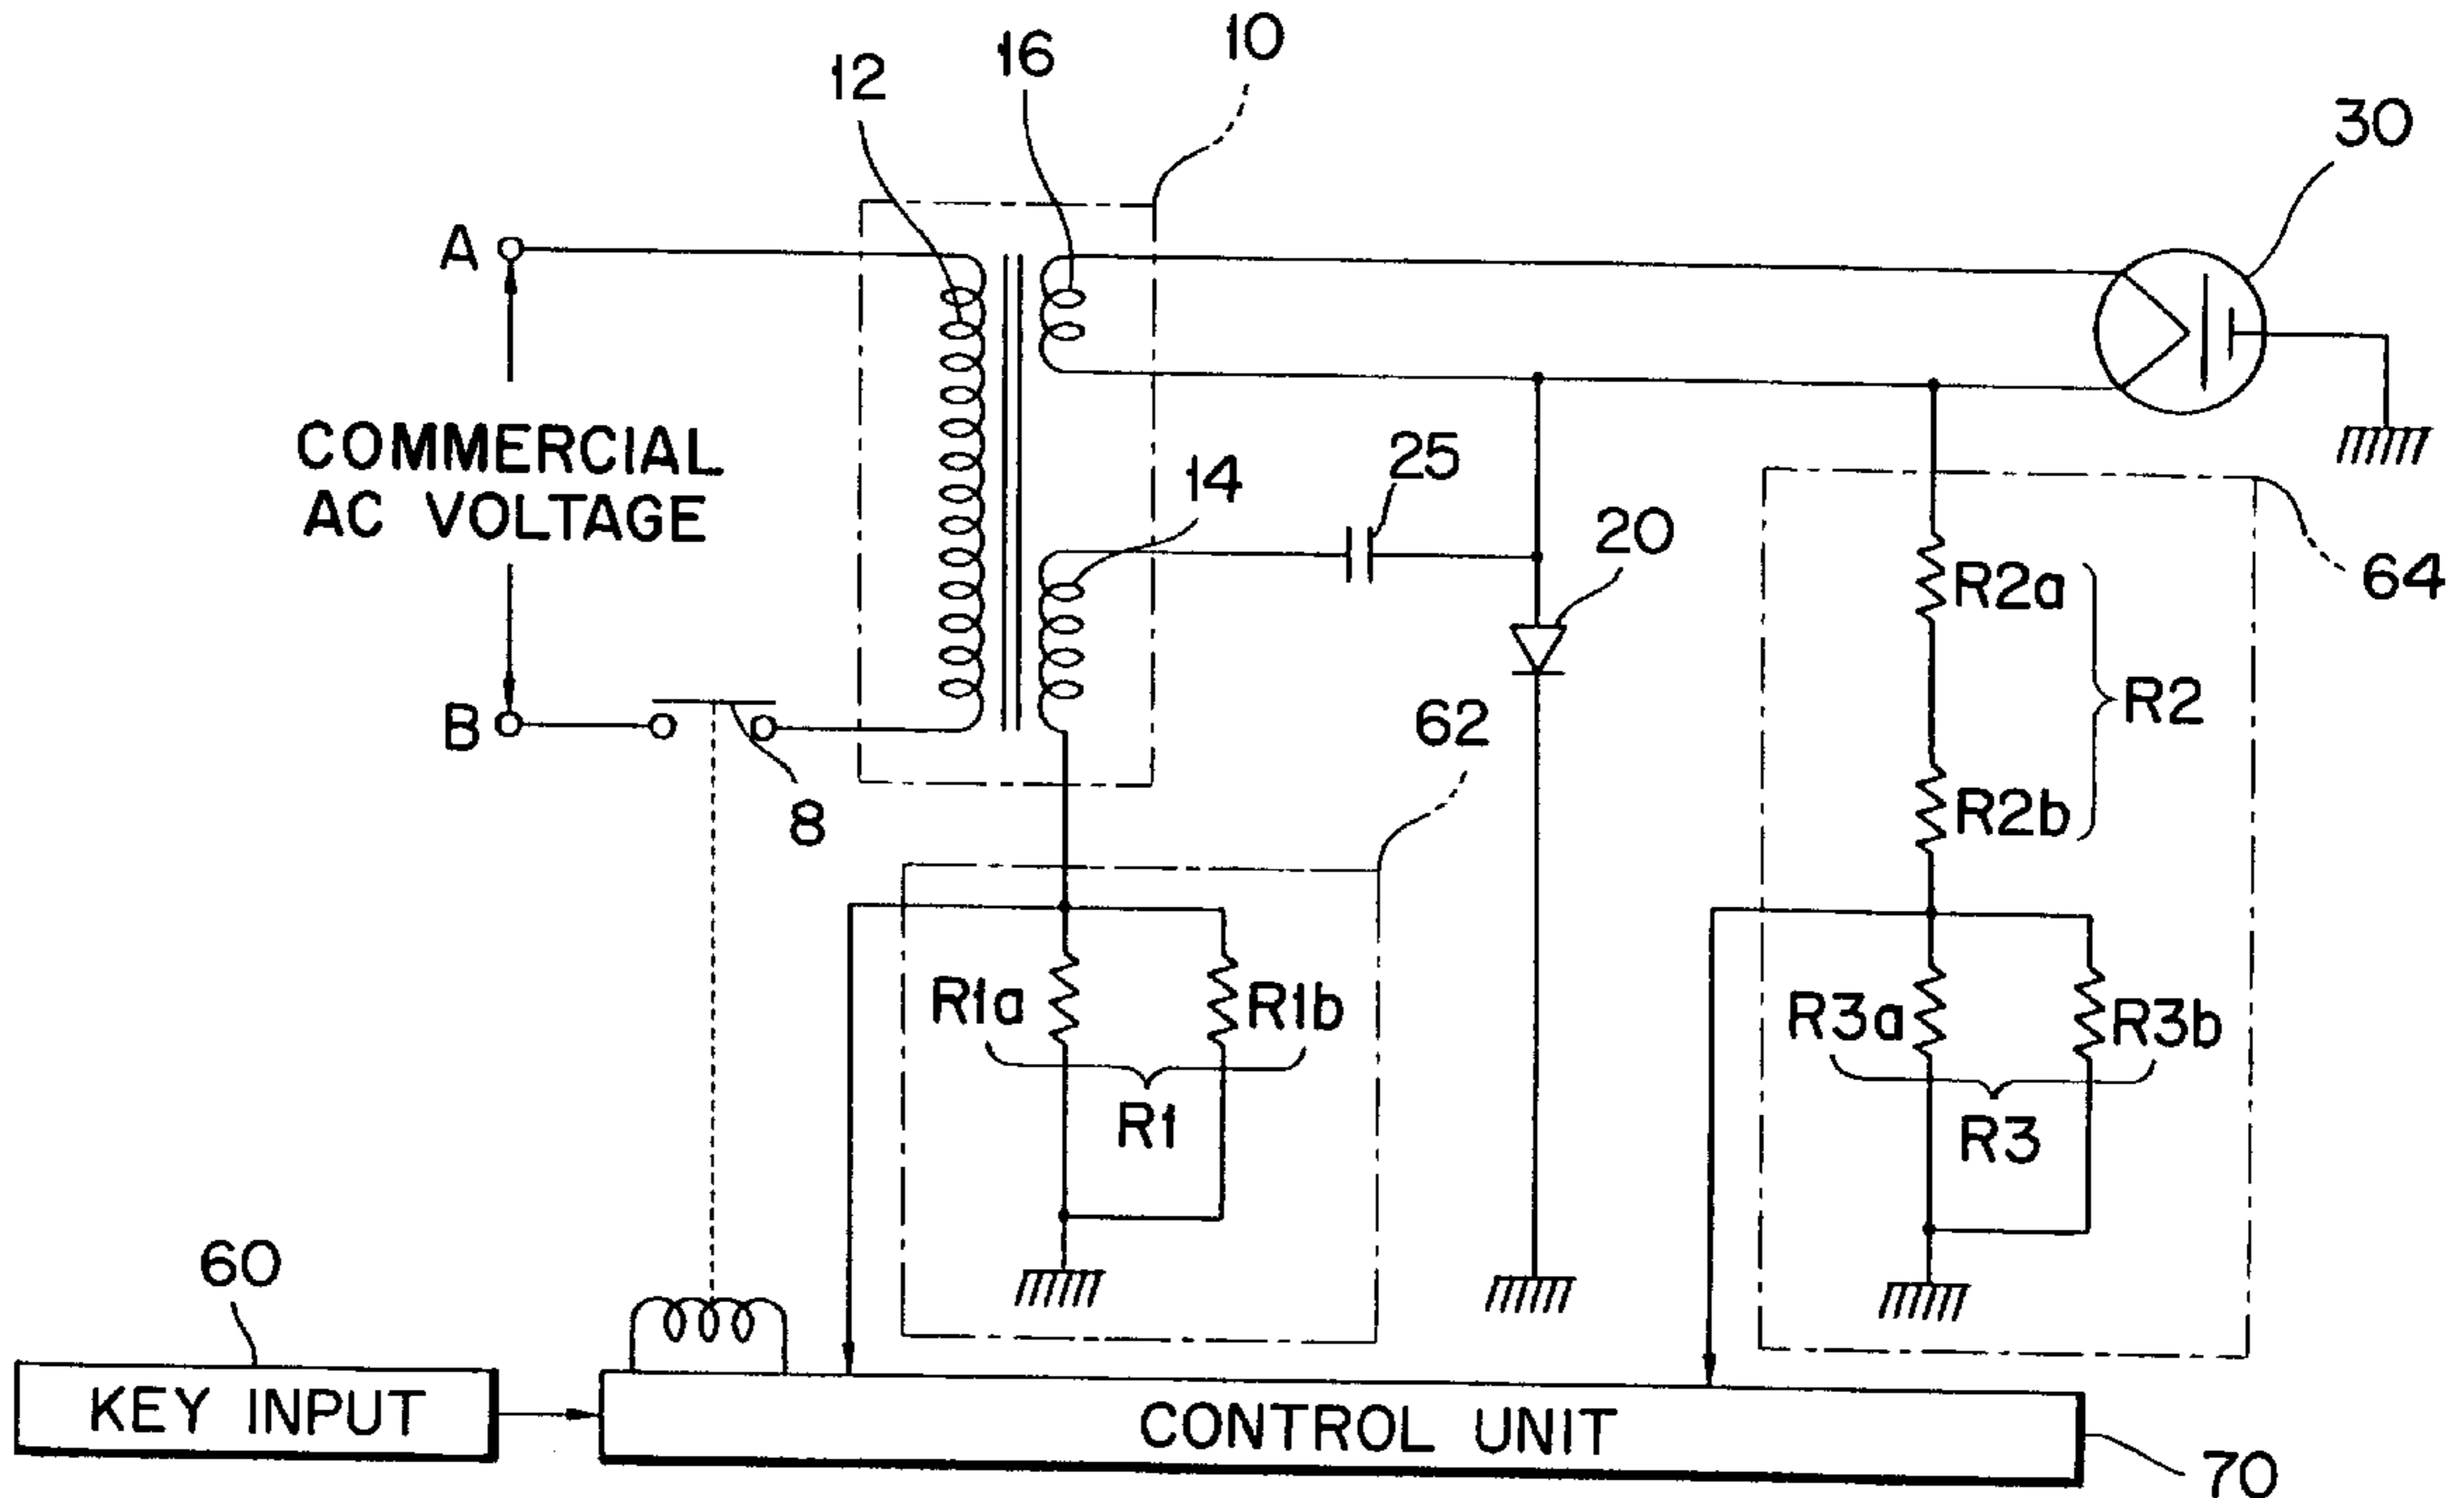 10
16
12
30
A
COMMERCIAL
AC VOLTAGE
25
14
20
R2a
64
62
R2
B
8
R2b
R1a
R1b
R3a
R3b
R1
R3
60
KEY INPUT
CONTROL UNIT
70